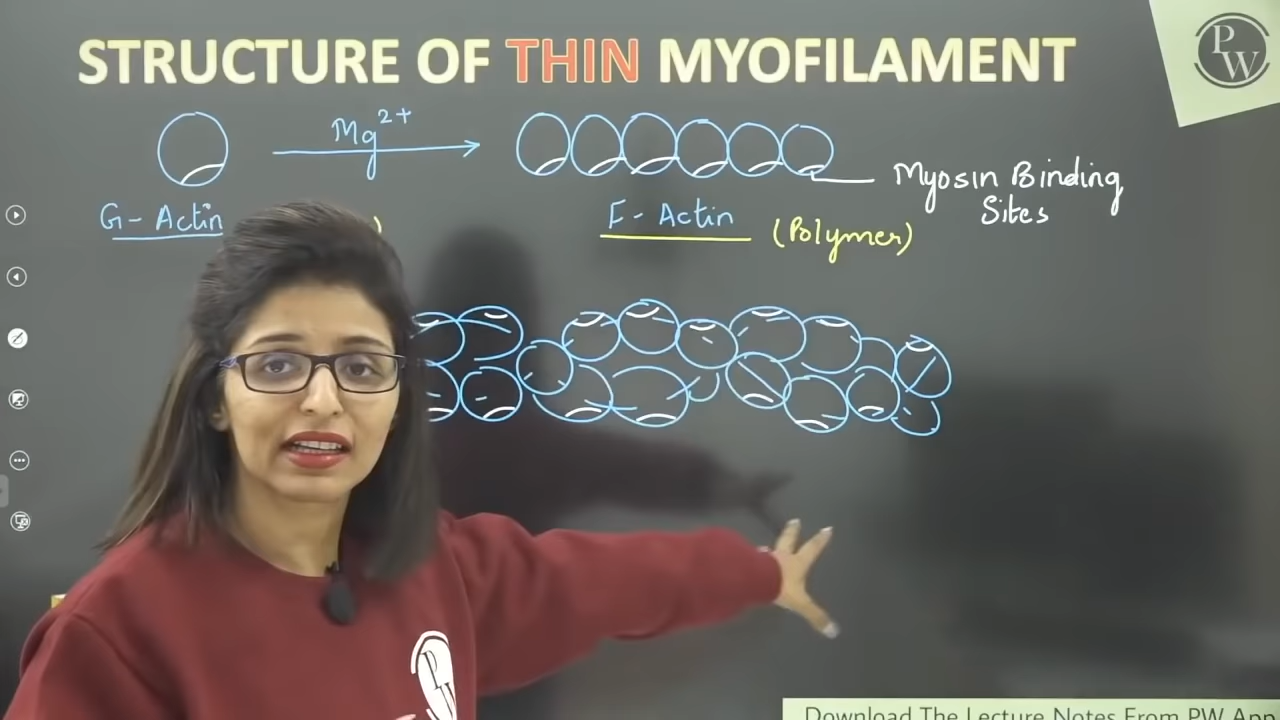 STRUCTURE OF THIN MYOFILAMENT
PW
Mg2+
Myosin Binding
Sites
G-Actin
)
F-Actin (Polymer)
PW
Download The Lecture Notes From PW App